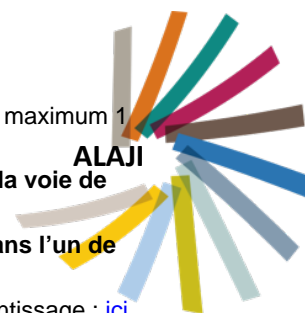 maximum 1
ALAJI
la voie de
ans l’un de
ntissage : ici